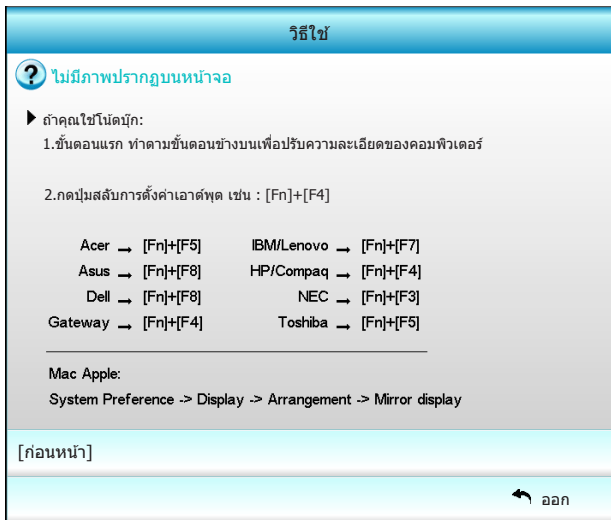 วิธีใช้
? ไม่มีภาพปรากฏบนหน้าจอ
ถ้าคุณใช้โน้ตบุ๊ก:
1.ขั้นตอนแรก ทำตามขั้นตอนข้างบนเพื่อปรับความละเอียดของคอมพิวเตอร์
2.กดปุ่มสลับการตั้งค่าเอาต์พุต เช่น : [Fn]+[F4]
Acer → [Fn]+[F5] IBM/Lenovo → [Fn]+[F7]
Asus → [Fn]+[F8] HP/Compaq → [Fn]+[F4]
Dell → [Fn]+[F8] NEC → [Fn]+[F3]
Gateway → [Fn]+[F4] Toshiba → [Fn]+[F5]
Mac Apple:
System Preference -> Display -> Arrangement -> Mirror display
[ก่อนหน้า]
ออก